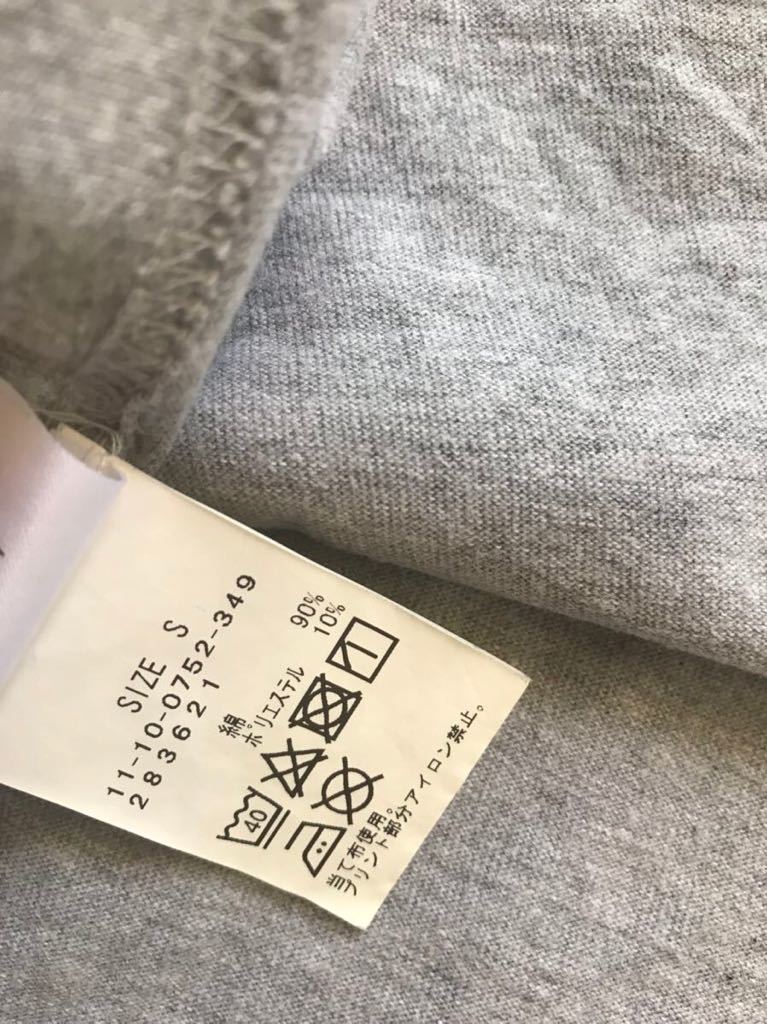 SIZE S
11-10-0752-349
283621
綿 90%
ポリエステル 10%
40
当て布使用。
プリント部分アイロン禁止。